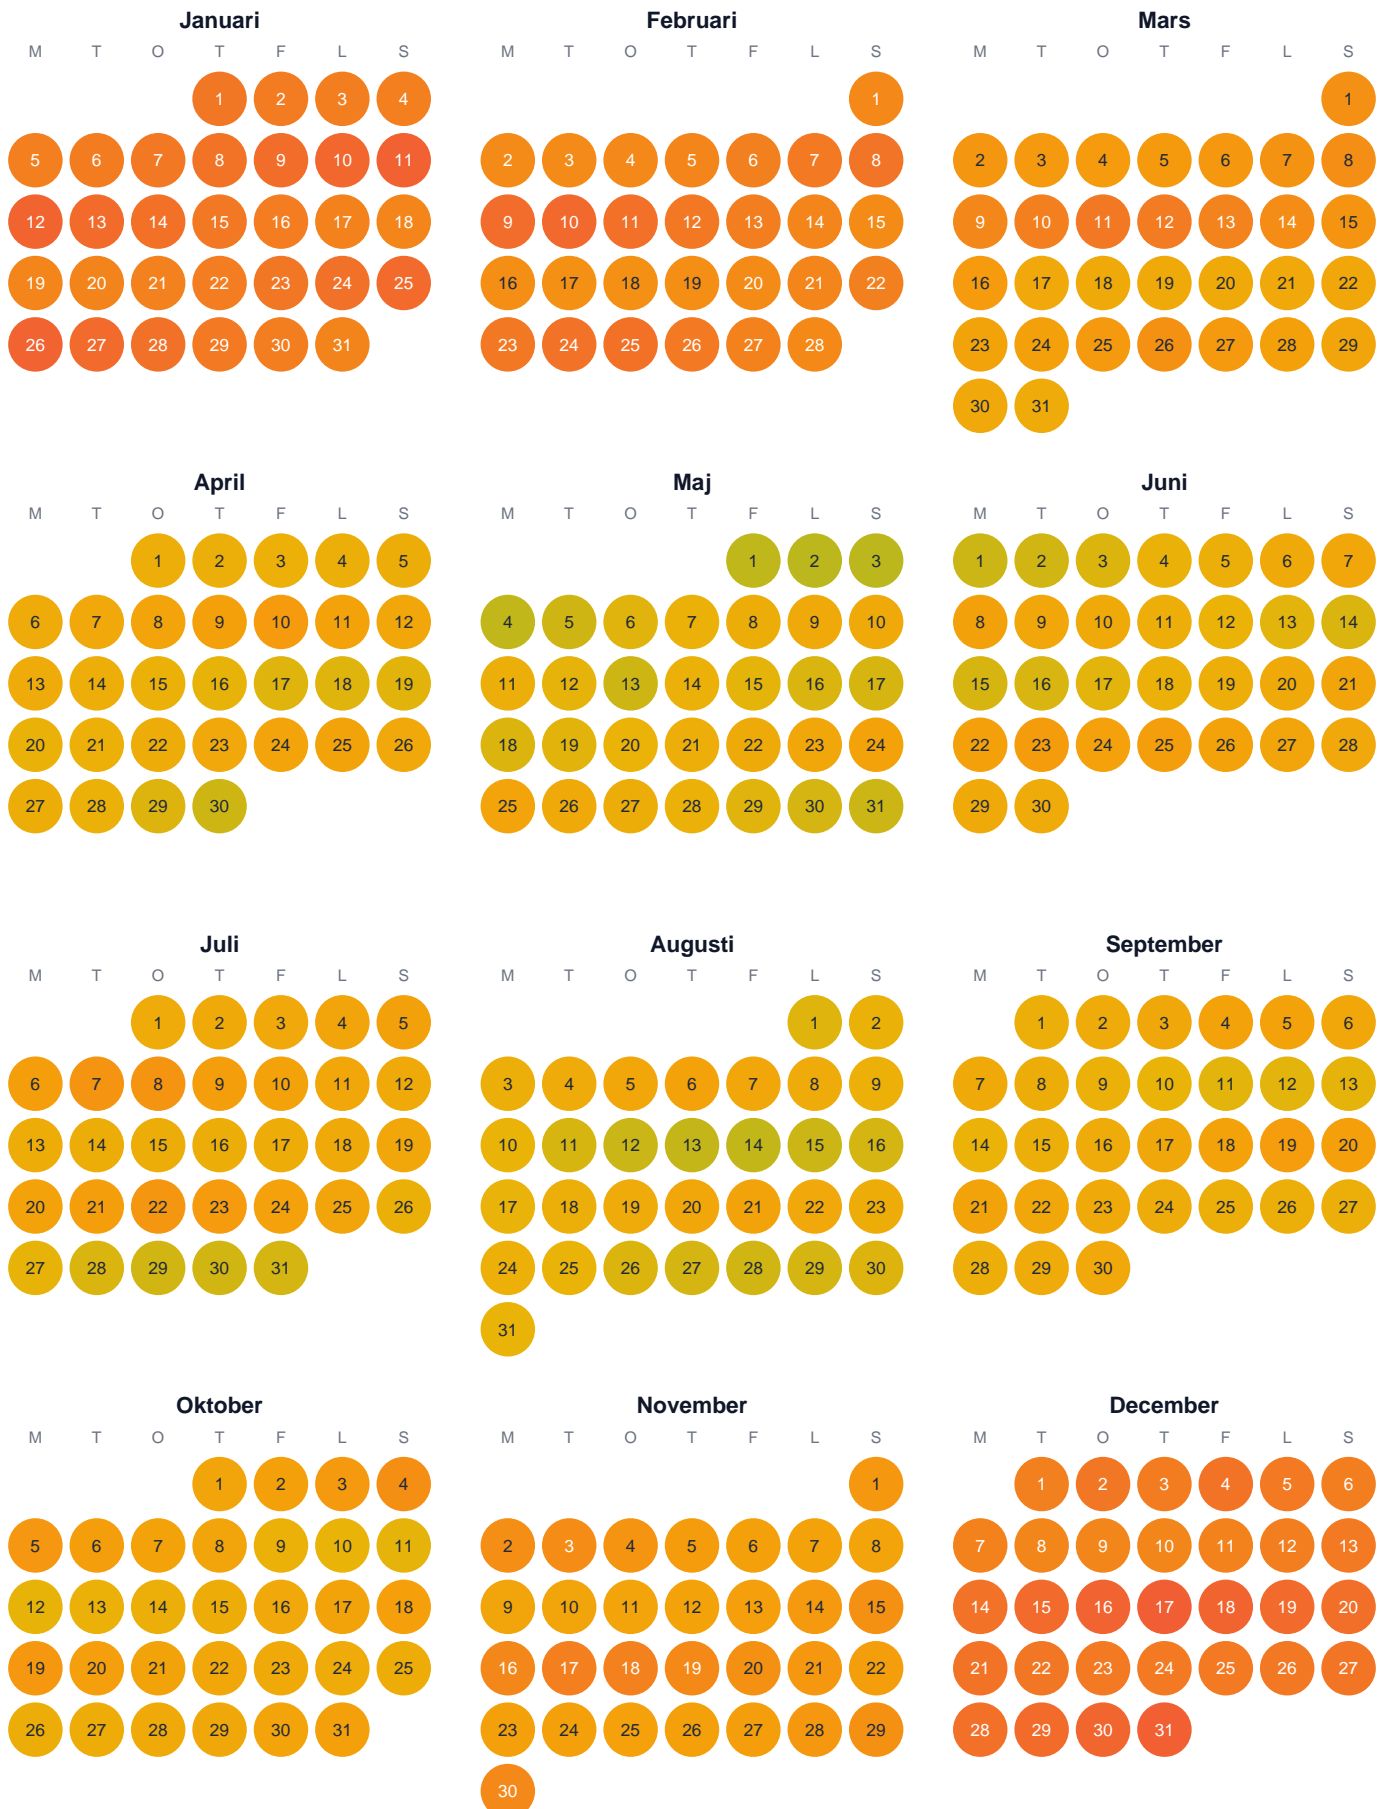 Januari
M T O T F L S
1 2 3 4
5 6 7 8 9 10 11
12 13 14 15 16 17 18
19 20 21 22 23 24 25
26 27 28 29 30 31
Februari
M T O T F L S
1
2 3 4 5 6 7 8
9 10 11 12 13 14 15
16 17 18 19 20 21 22
23 24 25 26 27 28
Mars
M T O T F L S
1
2 3 4 5 6 7 8
9 10 11 12 13 14 15
16 17 18 19 20 21 22
23 24 25 26 27 28 29
30 31
April
M T O T F L S
1 2 3 4 5
6 7 8 9 10 11 12
13 14 15 16 17 18 19
20 21 22 23 24 25 26
27 28 29 30
Maj
M T O T F L S
1 2 3
4 5 6 7 8 9 10
11 12 13 14 15 16 17
18 19 20 21 22 23 24
25 26 27 28 29 30 31
Juni
M T O T F L S
1 2 3 4 5 6 7
8 9 10 11 12 13 14
15 16 17 18 19 20 21
22 23 24 25 26 27 28
29 30
Juli
M T O T F L S
1 2 3 4 5
6 7 8 9 10 11 12
13 14 15 16 17 18 19
20 21 22 23 24 25 26
27 28 29 30 31
Augusti
M T O T F L S
1 2
3 4 5 6 7 8 9
10 11 12 13 14 15 16
17 18 19 20 21 22 23
24 25 26 27 28 29 30
31
September
M T O T F L S
1 2 3 4 5 6
7 8 9 10 11 12 13
14 15 16 17 18 19 20
21 22 23 24 25 26 27
28 29 30
Oktober
M T O T F L S
1 2 3 4
5 6 7 8 9 10 11
12 13 14 15 16 17 18
19 20 21 22 23 24 25
26 27 28 29 30 31
November
M T O T F L S
1
2 3 4 5 6 7 8
9 10 11 12 13 14 15
16 17 18 19 20 21 22
23 24 25 26 27 28 29
30
December
M T O T F L S
1 2 3 4 5 6
7 8 9 10 11 12 13
14 15 16 17 18 19 20
21 22 23 24 25 26 27
28 29 30 31